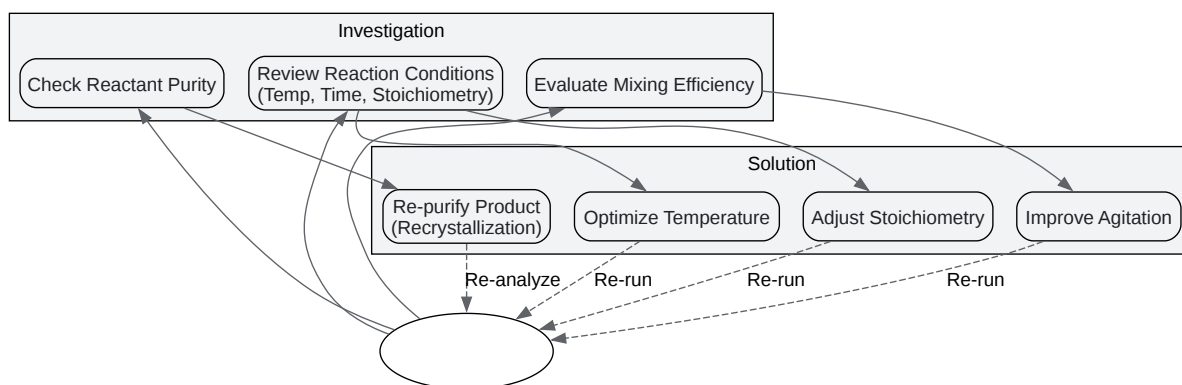 Investigation
Check Reactant Purity
Review Reaction Conditions
(Temp, Time, Stoichiometry)
Evaluate Mixing Efficiency
Solution
Re-purify Product
(Recrystallization)
Optimize Temperature
Adjust Stoichiometry
Improve Agitation
Re-analyze
Re-run
Re-run
Re-run